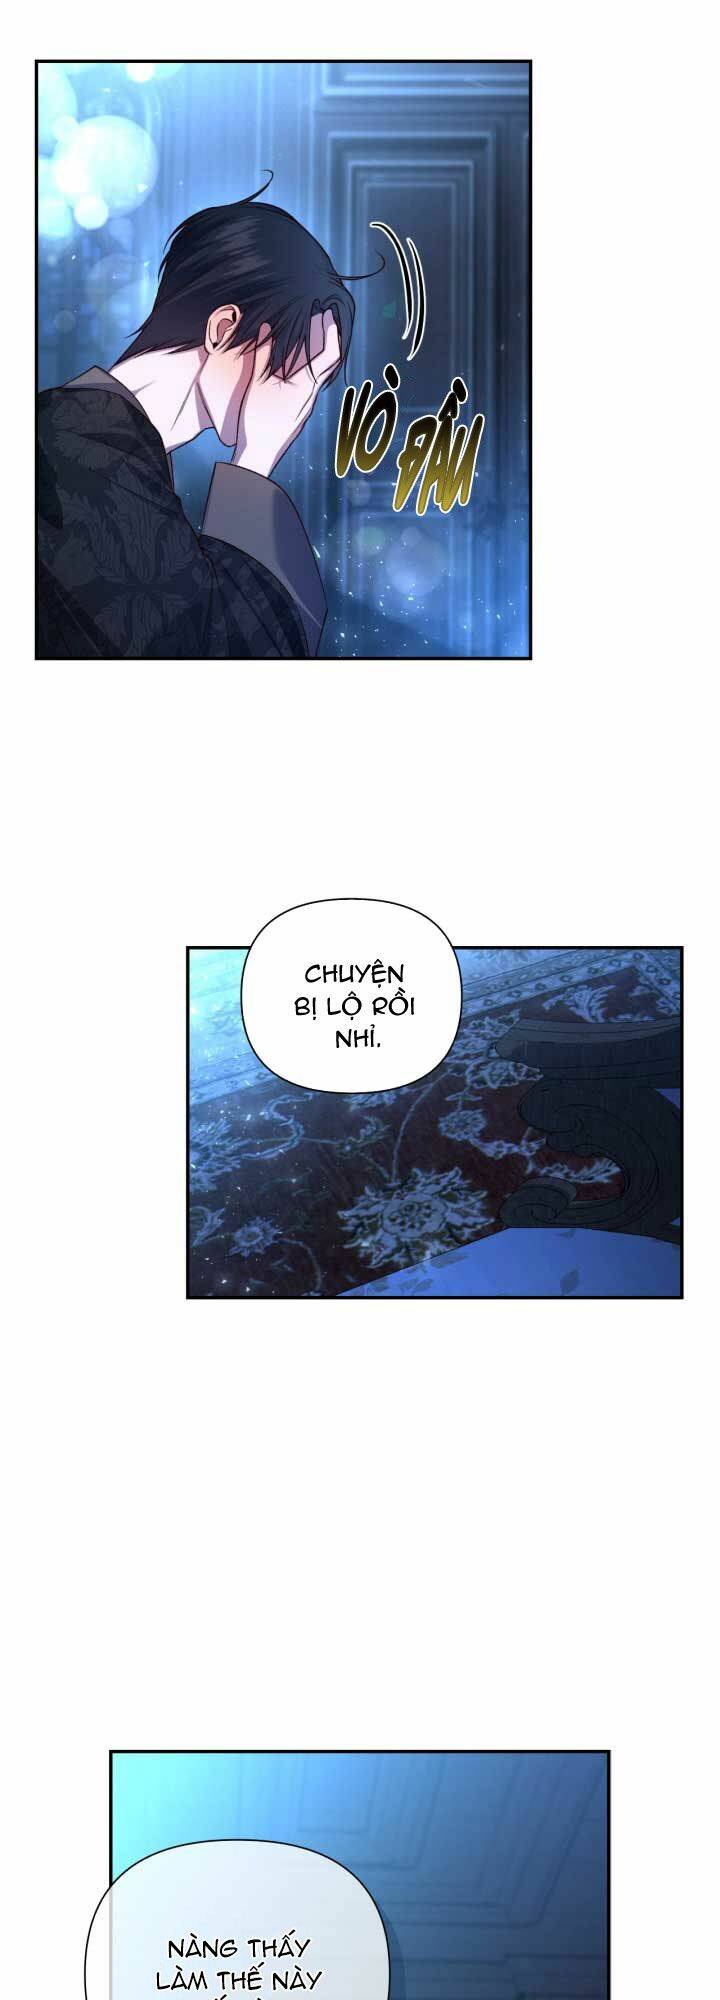 VÒ ĐẦU
CHUYỆN
BỊ LỘ RỒI
NHỈ.
NÀNG THẤY
LÀM THẾ NÀY